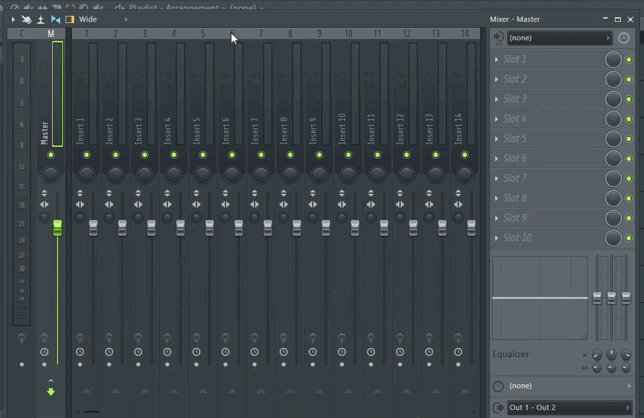 Playlist - Arrangement › (none)
Wide
Mixer - Master
C M 1 2 3 4 5 6 7 8 9 10 11 12 13 14
(none)
3
0
3
6
9
12
15
18
21
24
27
30
Master
Insert 1
Insert 2
Insert 3
Insert 4
Insert 5
Insert 6
Insert 7
Insert 8
Insert 9
Insert 10
Insert 11
Insert 12
Insert 13
Insert 14
Slot 1
Slot 2
Slot 3
Slot 4
Slot 5
Slot 6
Slot 7
Slot 8
Slot 9
Slot 10
Equalizer
(none)
Out 1 - Out 2